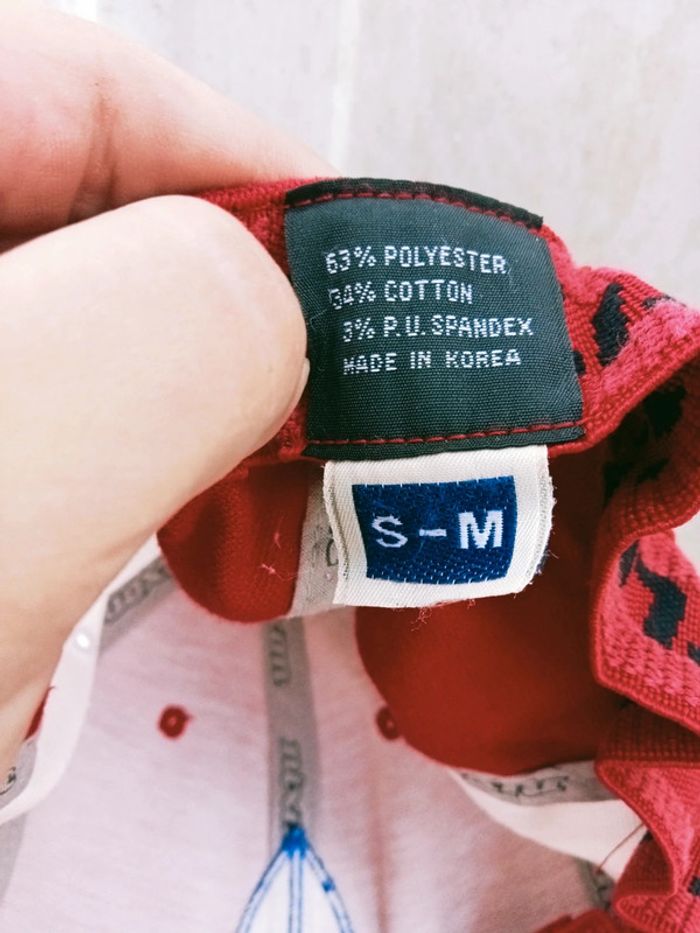 63% POLYESTER
34% COTTON
3% P.U. SPANDEX
MADE IN KOREA
S-M